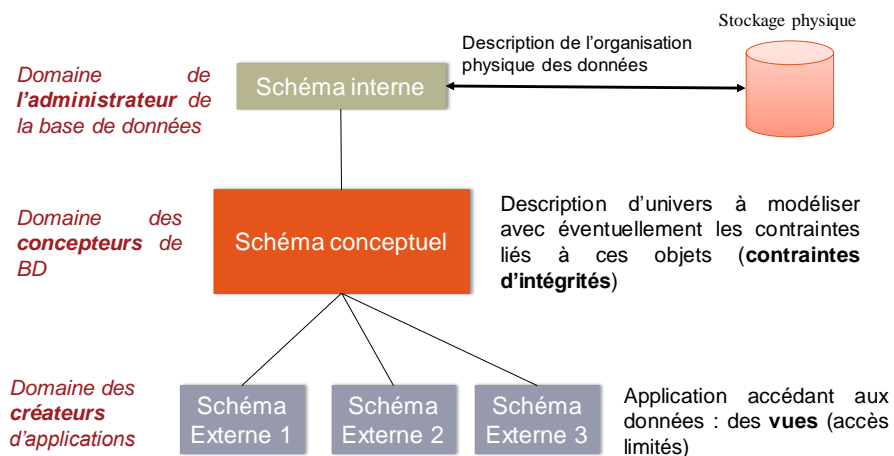 Stockage physique
Description de l’organisation
physique des données
Domaine de
l’administrateur de
la base de données
Schéma interne
Domaine des
concepteurs de
BD
Schéma conceptuel
Description d’univers à modéliser
avec éventuellement les contraintes
liés à ces objets (contraintes
d’intégrités)
Domaine des
créateurs
d’applications
Schéma
Externe 1
Schéma
Externe 2
Schéma
Externe 3
Application accédant aux
données : des vues (accès
limités)